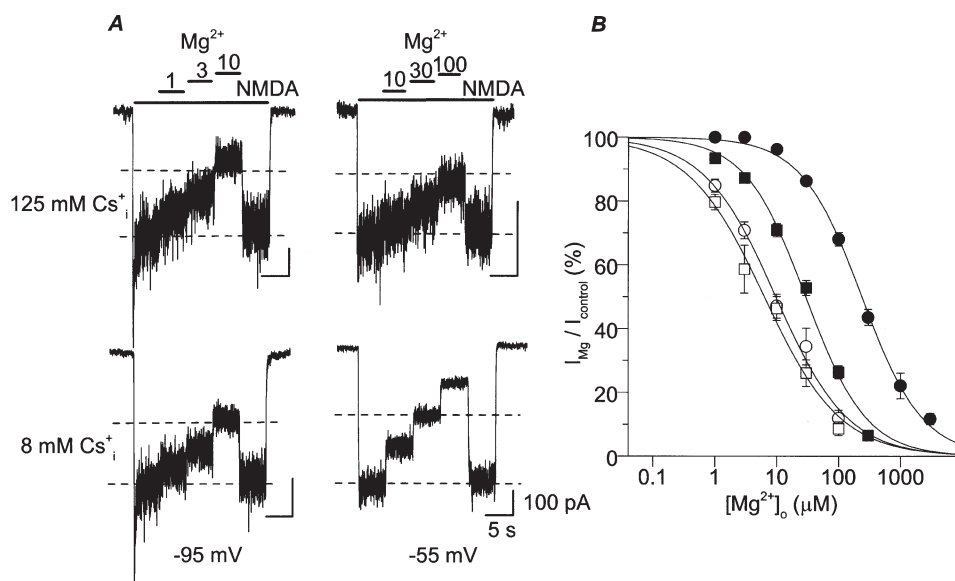 A
Mg2+
1 3 10
NMDA
Mg2+
10 30 100
NMDA
125 mM Cs+i
8 mM Cs+i
-95 mV
-55 mV
100 pA
5 s
B
100
80
60
40
20
0
IMg / Icontrol (%)
0.1 1 10 100 1000
[Mg2+]o (μM)